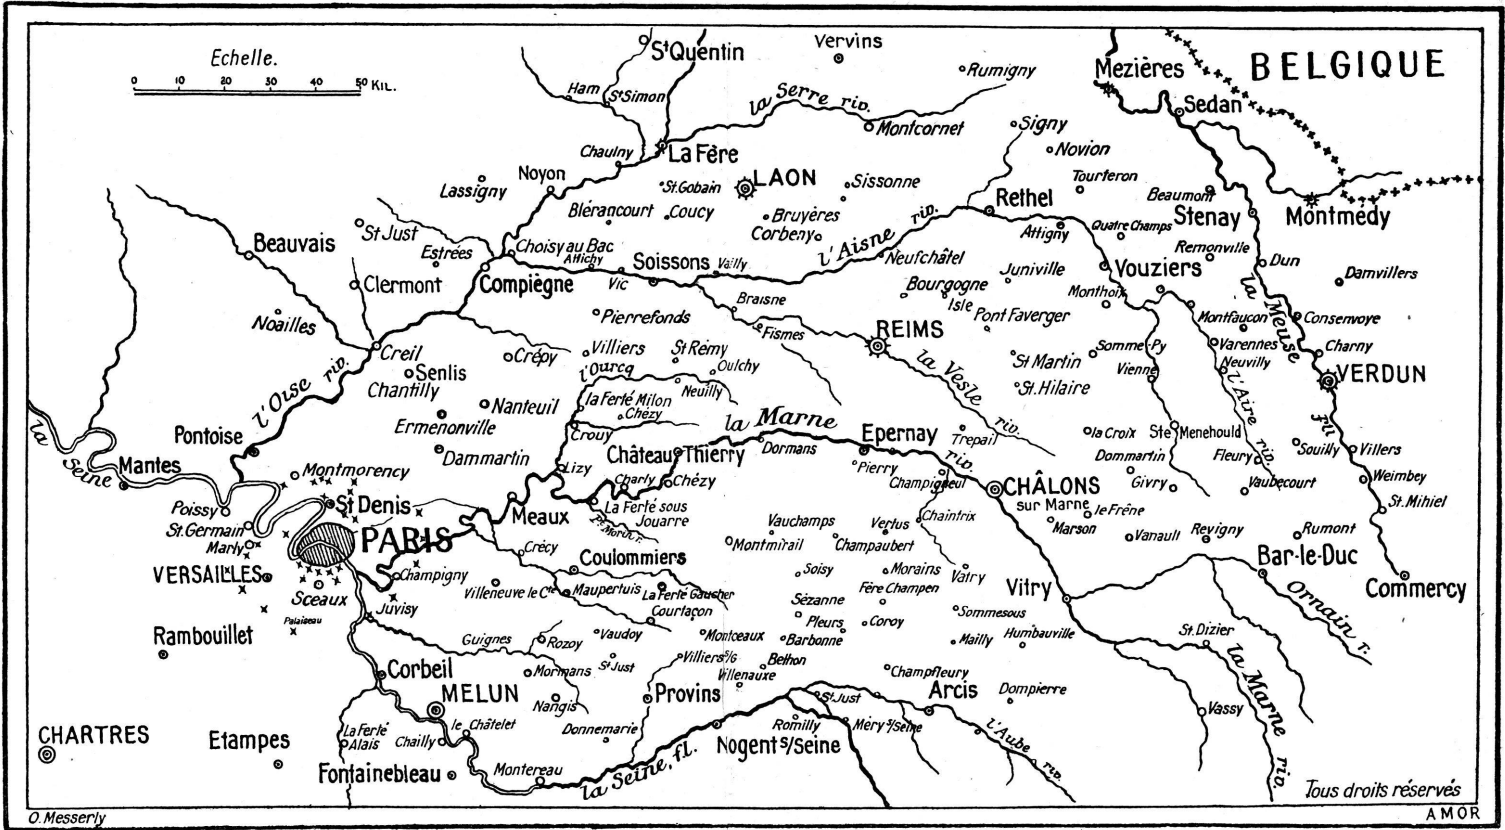 Echelle.
0 10 20 30 40 50 KIL.
St Quentin
Vervins
Rumigny
Mezières
BELGIQUE
Ham
St Simon
la Serre riv.
Sedan
Montcornet
Signy
Chaulny
La Fère
Novion
Noyon
Lassigny
St. Gobain
LAON
Sissonne
Tourteron
Beaumont
Rethel
Stenay
Montmédy
Blérancourt
Coucy
Bruyères
Corbeny
l'Aisne riv.
Attigny
Quatre Champs
Beauvais
St Just
Estrées
Choisy au Bac
Attichy
Soissons
Vailly
Neufchâtel
Remonville
Dun
Clermont
Compiègne
Vic
Juniville
Vouziers
Damvillers
Bourgogne
Isle
Monthoix
la Meuse fl.
Noailles
Pierrefonds
Braisne
Fismes
Pont Faverger
Montfaucon
Consenvoye
REIMS
Creil
Crépy
Villiers
St Rémy
Oulchy
Somme-Py
Varennes
Charny
l'Oise riv.
Senlis
Chantilly
l'Ourcq
la Vesle riv.
St Martin
Vienne
Neuvilly
VERDUN
Nanteuil
la Ferté Milon
Neuilly
St. Hilaire
l'Aire riv.
Ermenonville
Chézy
la Marne riv.
Crouy
Trepail
la Croix
Ste Menehould
la Seine
Pontoise
Dammartin
Château Thierry
Dormans
Epernay
Dommartin
Fleury
Souilly
Villers
Mantes
Montmorency
Lizy
Charly
Chézy
Pierry
Champigneul
CHÂLONS
sur Marne
Givry
Vaubecourt
Weimbey
Poissy
St Denis
Meaux
La Ferté sous
Jouarre
le Frêne
St. Mihiel
St. Germain
Marly
PARIS
Vauchamps
Vertus
Chaintrix
Marson
Vanault
Revigny
Rumont
Crécy
Coulommiers
Montmirail
Champaubert
Bar-le-Duc
VERSAILLES
Champigny
Soisy
Morains
Vatry
Vitry
Commercy
Sceaux
Villeneuve le Cte
Maupertuis
La Ferté Gaucher
Fère Champen
Ornain r.
Juvisy
Courtaçon
Sézanne
Sommesous
Palaiseau
Pleurs
Coroy
Rambouillet
Guignes
Rozoy
Vaudoy
Montceaux
Barbonne
Mailly
Humbauville
St. Dizier
la Marne riv.
Corbeil
Mormans
St Just
Villiers s/G
Bethon
Villenauxe
Champfleury
MELUN
Nangis
Provins
St Just
Arcis
Dompierre
Vassy
CHARTRES
Etampes
La Ferté
Alais
le Châtelet
Chailly
Donnemarie
Romilly
Méry s/Seine
l'Aube riv.
Nogent s/Seine
Fontainebleau
Montereau
la Seine, fl.
Tous droits réservés
O. Messerly
AMOR